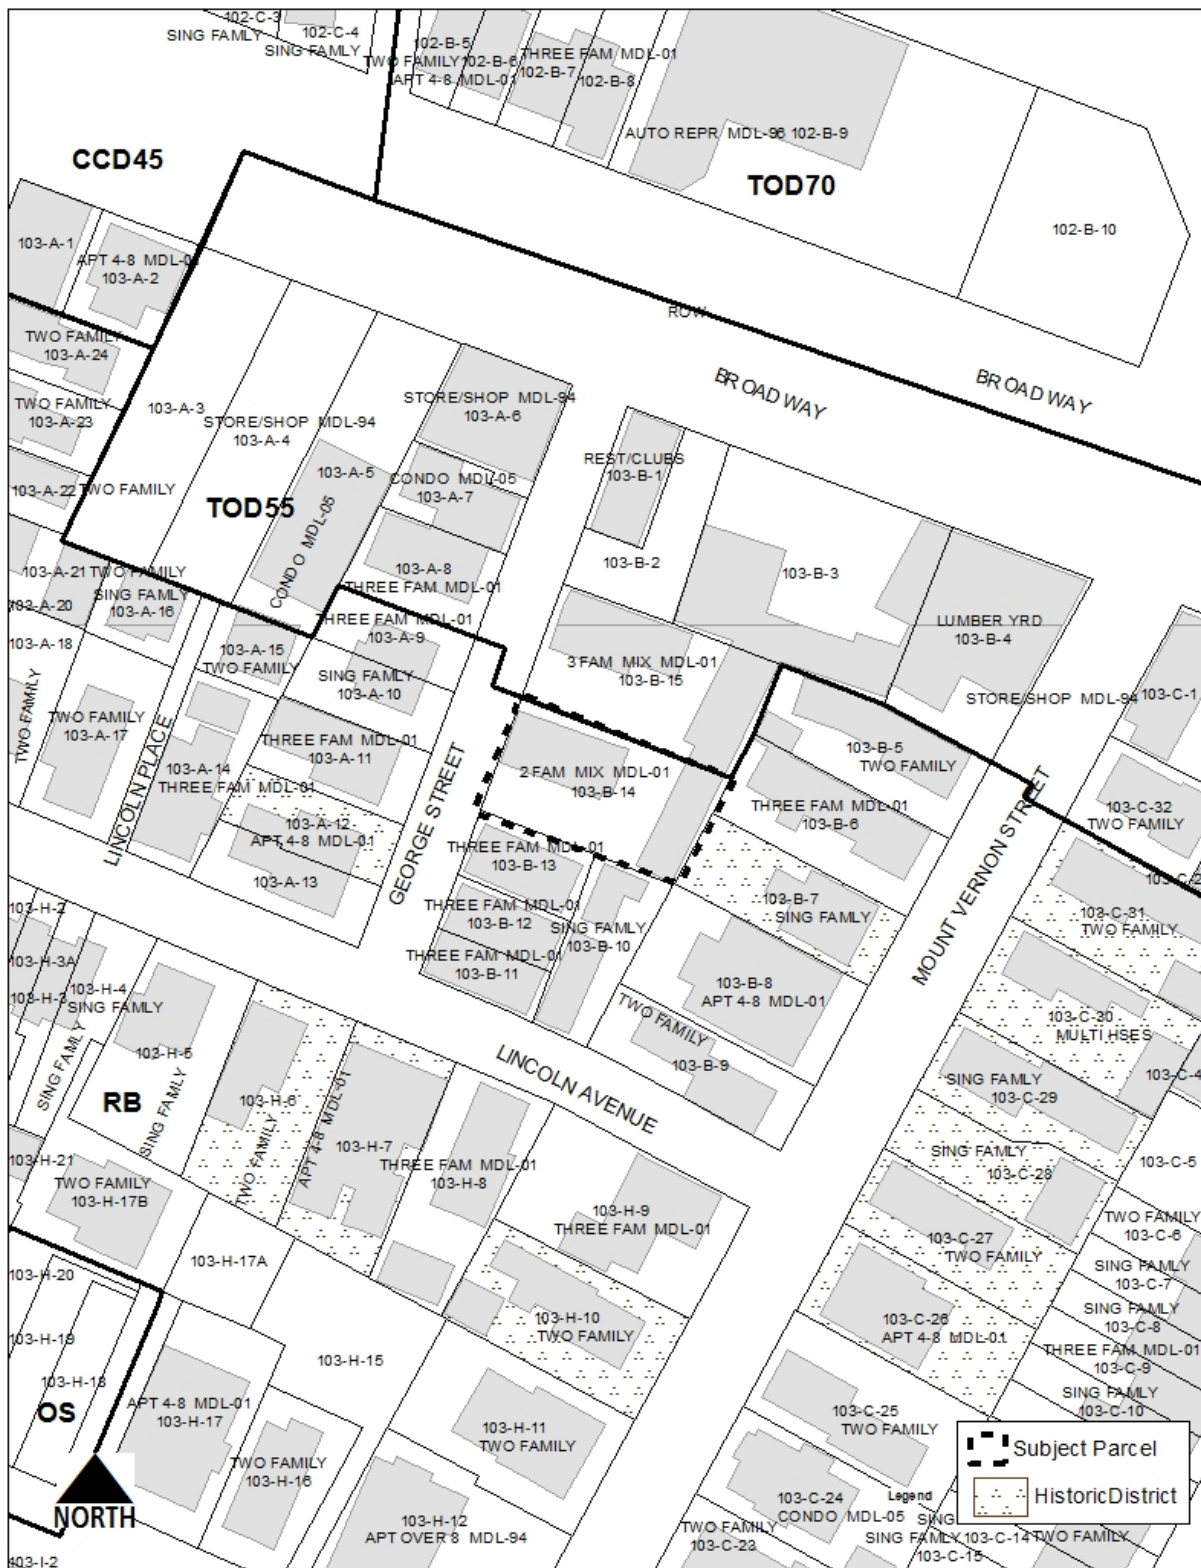 102-C-3
SING FAMLY
102-C-4
SING FAMLY
102-B-5
TWO FAMILY
102-B-6
APT 4-8 MDL-01
THREE FAM MDL-01
102-B-7
102-B-8
AUTO REPR MDL-96 102-B-9
CCD45
TOD70
102-B-10
103-A-1
APT 4-8 MDL-01
103-A-2
TWO FAMILY
103-A-24
ROW
BROADWAY
BROADWAY
TWO FAMILY
103-A-23
103-A-3
STORE/SHOP MDL-94
103-A-4
STORE/SHOP MDL-94
103-A-6
103-A-22
TWO FAMILY
103-A-5
CONDO MDL-05
CONDO MDL-05
103-A-7
REST/CLUBS
103-B-1
TOD55
103-A-21
TWO FAMILY
103-A-20
SING FAMILY
103-A-16
103-A-8
THREE FAM MDL-01
103-B-2
103-B-3
LUMBER YRD
103-B-4
103-A-18
103-A-15
TWO FAMILY
THREE FAM MDL-01
103-A-9
SING FAMLY
103-A-10
3 FAM MIX MDL-01
103-B-15
STORE/SHOP MDL-94
103-C-1
TWO FAMILY
TWO FAMILY
103-A-17
LINCOLN PLACE
103-A-14
THREE FAM MDL-01
THREE FAM MDL-01
103-A-11
GEORGE STREET
2 FAM MIX MDL-01
103-B-14
103-B-5
TWO FAMILY
THREE FAM MDL-01
103-B-6
103-C-32
TWO FAMILY
103-A-12
APT 4-8 MDL-01
103-A-13
THREE FAM MDL-01
103-B-13
THREE FAM MDL-01
103-B-12
THREE FAM MDL-01
103-B-11
SING FAMLY
103-B-10
103-B-7
SING FAMLY
MOUNT VERNON STREET
103-C-2
103-C-31
TWO FAMILY
103-H-2
103-H-3A
103-H-3
103-H-4
SING FAMLY
SING FAMLY
103-H-5
SING FAMLY
103-B-8
APT 4-8 MDL-01
TWO FAMILY
103-B-9
103-C-30
MULTI HSES
SING FAMLY
103-C-29
103-C-4
RB
103-H-6
TWO FAMILY
APT 4-8 MDL-01
103-H-7
LINCOLN AVENUE
THREE FAM MDL-01
103-H-8
SING FAMLY
103-C-28
103-C-5
103-H-21
TWO FAMILY
103-H-17B
103-H-9
THREE FAM MDL-01
103-C-27
TWO FAMILY
TWO FAMILY
103-C-6
SING FAMLY
103-C-7
103-H-20
103-H-17A
103-H-10
TWO FAMILY
103-C-26
APT 4-8 MDL-01
SING FAMLY
103-C-8
THREE FAM MDL-01
103-C-9
SING FAMLY
103-C-10
103-H-19
103-H-18
OS
103-H-15
APT 4-8 MDL-01
103-H-17
TWO FAMILY
103-H-16
103-H-11
TWO FAMILY
103-C-25
TWO FAMILY
NORTH
103-H-12
APT OVER 8 MDL-94
103-C-24
CONDO MDL-05
TWO FAMILY
103-C-23
Legend
Subject Parcel
HistoricDistrict
SING
SING FAMLY
103-C-14
TWO FAMILY
103-C-15
103-I-2